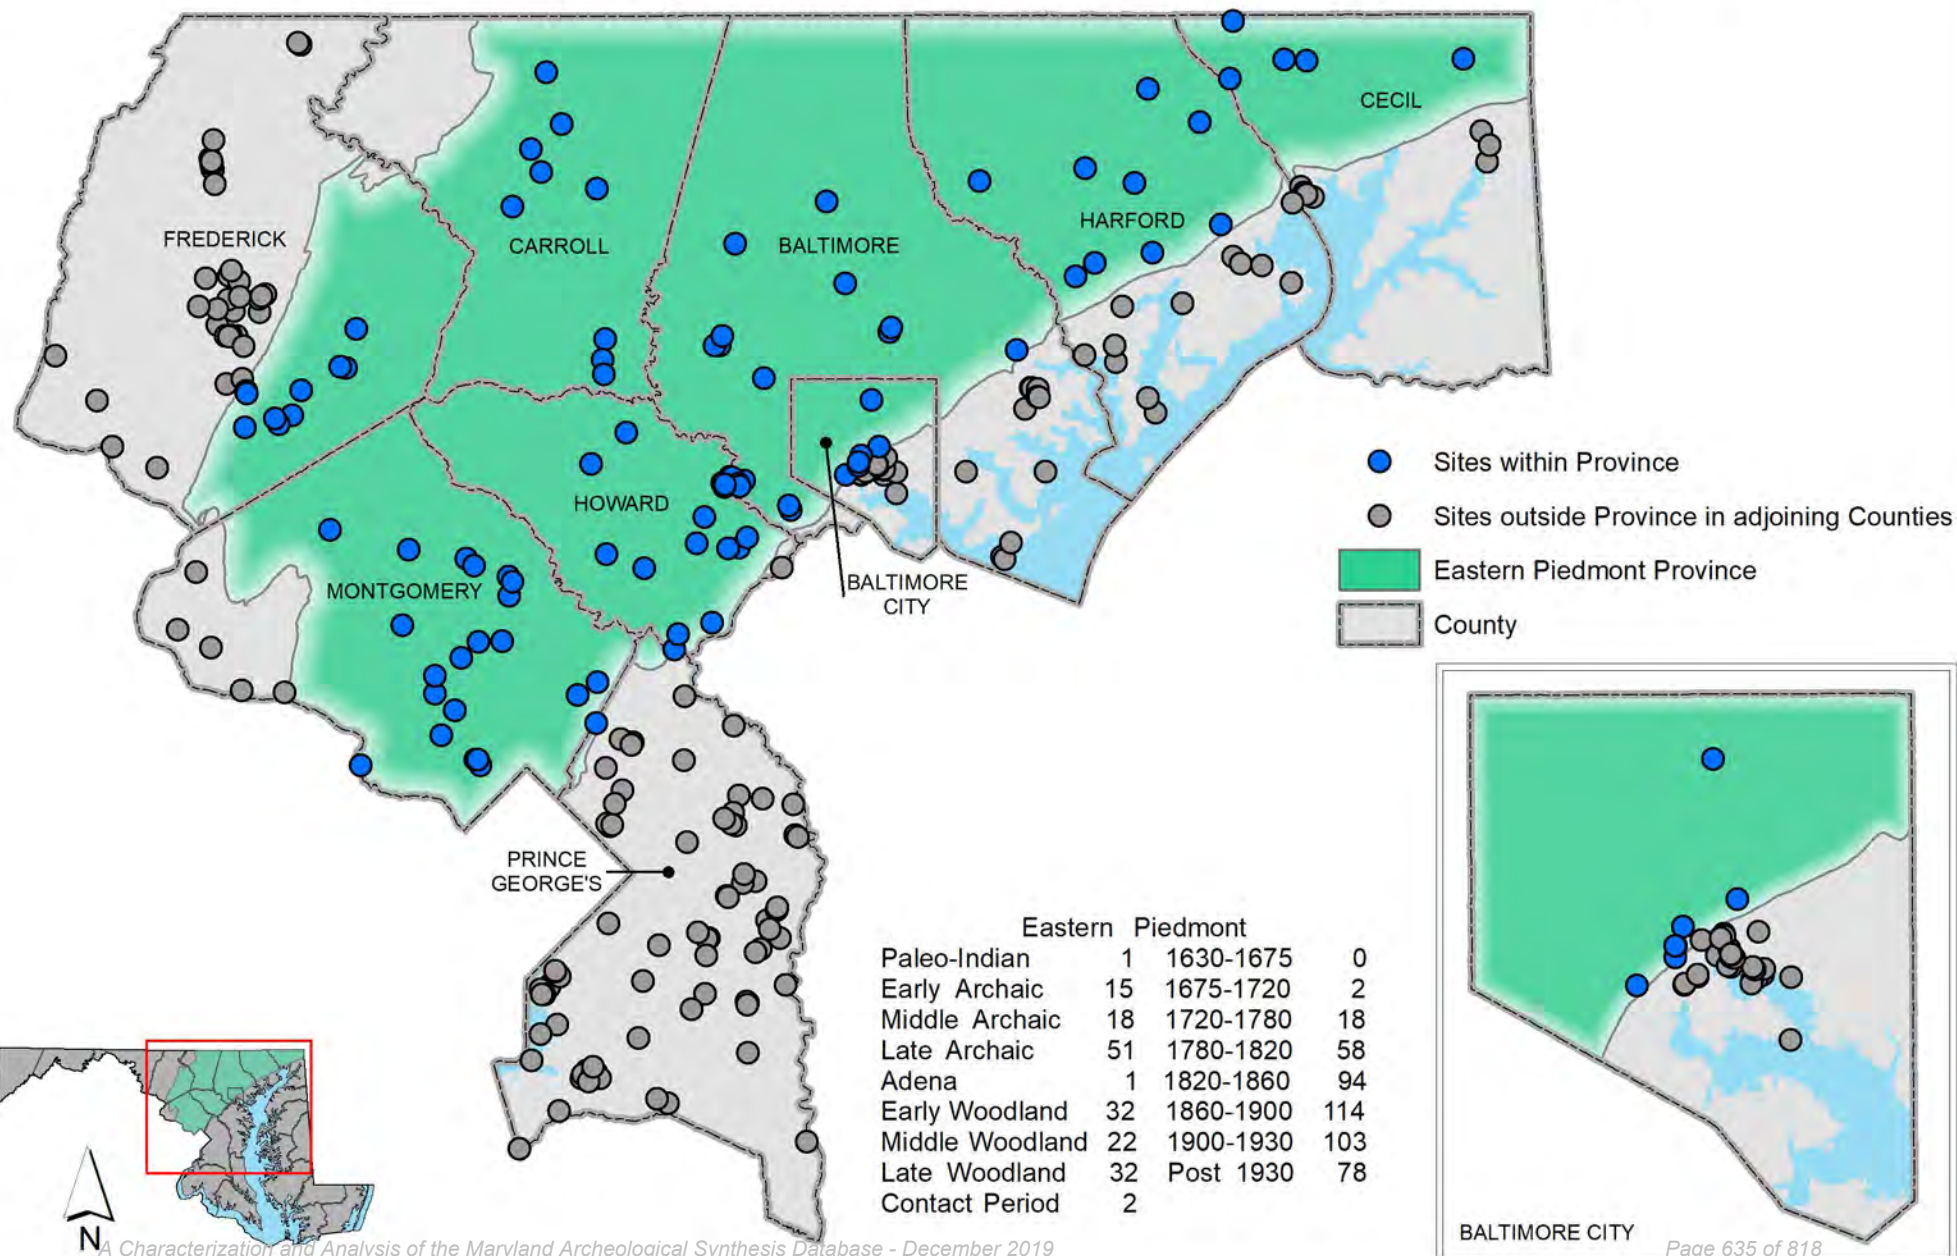 CECIL
HARFORD
FREDERICK
CARROLL
BALTIMORE
HOWARD
MONTGOMERY
BALTIMORE
CITY
PRINCE
GEORGE'S
Sites within Province
Sites outside Province in adjoining Counties
Eastern Piedmont Province
County
Eastern Piedmont
Paleo-Indian 1 1630-1675 0
Early Archaic 15 1675-1720 2
Middle Archaic 18 1720-1780 18
Late Archaic 51 1780-1820 58
Adena 1 1820-1860 94
Early Woodland 32 1860-1900 114
Middle Woodland 22 1900-1930 103
Late Woodland 32 Post 1930 78
Contact Period 2
BALTIMORE CITY
N
A Characterization and Analysis of the Maryland Archeological Synthesis Database - December 2019
Page 635 of 818